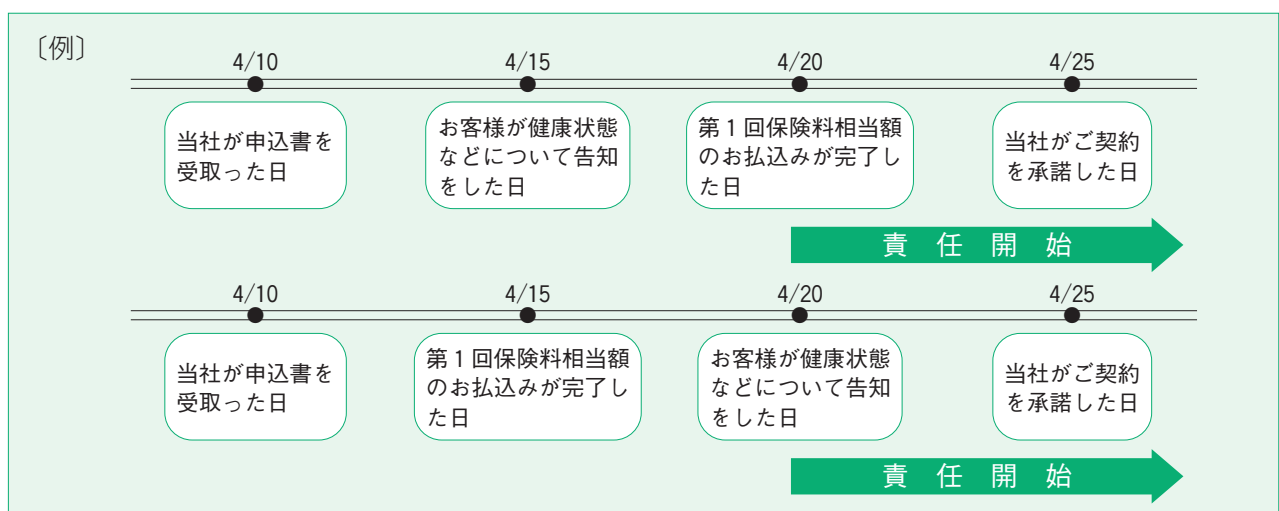 〔例〕
4/10 4/15 4/20 4/25
当社が申込書を
受取った日
お客様が健康状態
などについて告知
をした日
第1回保険料相当額
のお払込みが完了し
た日
当社がご契約
を承諾した日
責任開始
4/10 4/15 4/20 4/25
当社が申込書を
受取った日
第1回保険料相当額
のお払込みが完了し
た日
お客様が健康状態
などについて告知
をした日
当社がご契約
を承諾した日
責任開始